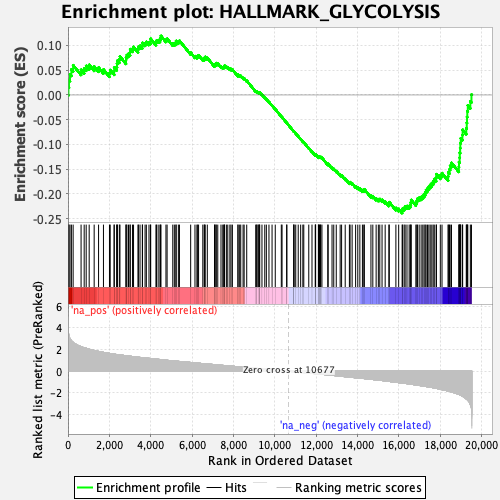 Enrichment plot: HALLMARK_GLYCOLYSIS
Enrichment score (ES)
0.10
0.05
0.00
-0.05
-0.10
-0.15
-0.20
-0.25
'na_pos' (positively correlated)
Ranked list metric (PreRanked)
6
4
2
0
-2
-4
Zero cross at 10677
'na_neg' (negatively correlated)
0
2,000
4,000
6,000
8,000
10,000
12,000
14,000
16,000
18,000
20,000
Rank in Ordered Dataset
Enrichment profile
Hits
Ranking metric scores